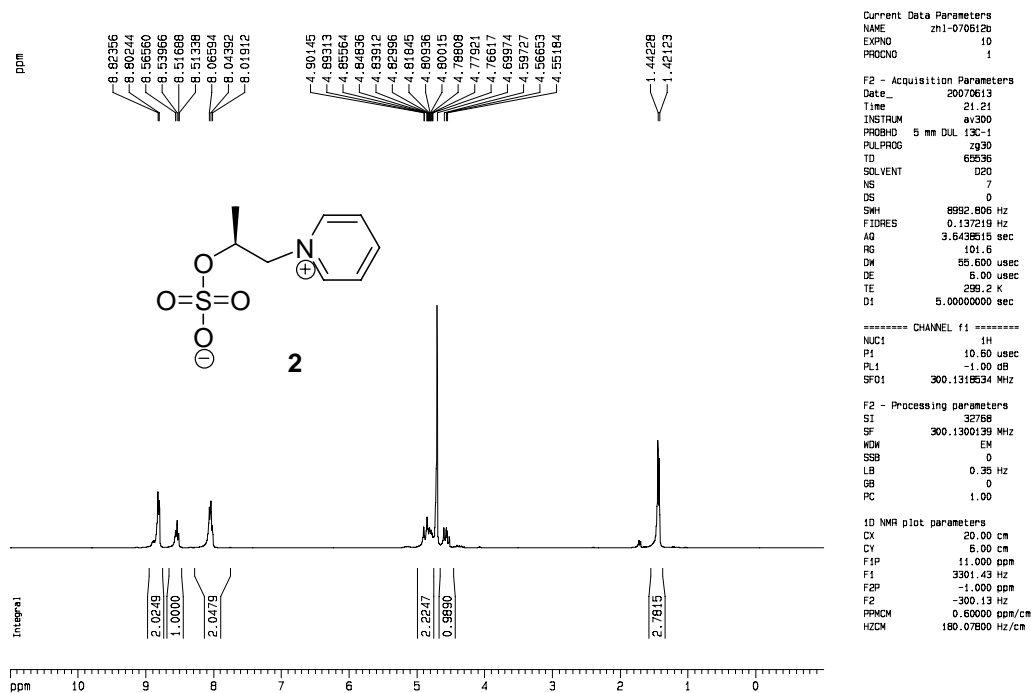 ppm
8.82356
8.80244
8.56560
8.53966
8.51688
8.51338
8.06594
8.04392
8.01912
4.90145
4.89313
4.85564
4.84836
4.83912
4.82996
4.81845
4.80936
4.80015
4.78808
4.77921
4.76617
4.69974
4.59727
4.56653
4.55184
1.44228
1.42123
N
+
O
O=S=O
O
−
2
Integral
2.0249
1.0000
2.0479
2.2247
0.9890
2.7815
ppm 10 9 8 7 6 5 4 3 2 1 0
Current Data Parameters
NAME zhl-070612b
EXPNO 10
PROCNO 1
F2 - Acquisition Parameters
Date_ 20070613
Time 21.21
INSTRUM av300
PROBHD 5 mm DUL 13C-1
PULPROG zg30
TD 65536
SOLVENT D2O
NS 7
DS 0
SWH 8992.806 Hz
FIDRES 0.137219 Hz
AQ 3.6438515 sec
RG 101.6
DW 55.600 usec
DE 6.00 usec
TE 299.2 K
D1 5.00000000 sec
======== CHANNEL f1 ========
NUC1 1H
P1 10.60 usec
PL1 -1.00 dB
SFO1 300.1318534 MHz
F2 - Processing parameters
SI 32768
SF 300.1300139 MHz
WDW EM
SSB 0
LB 0.35 Hz
GB 0
PC 1.00
1D NMR plot parameters
CX 20.00 cm
CY 6.00 cm
F1P 11.000 ppm
F1 3301.43 Hz
F2P -1.000 ppm
F2 -300.13 Hz
PPMCM 0.60000 ppm/cm
HZCM 180.07800 Hz/cm